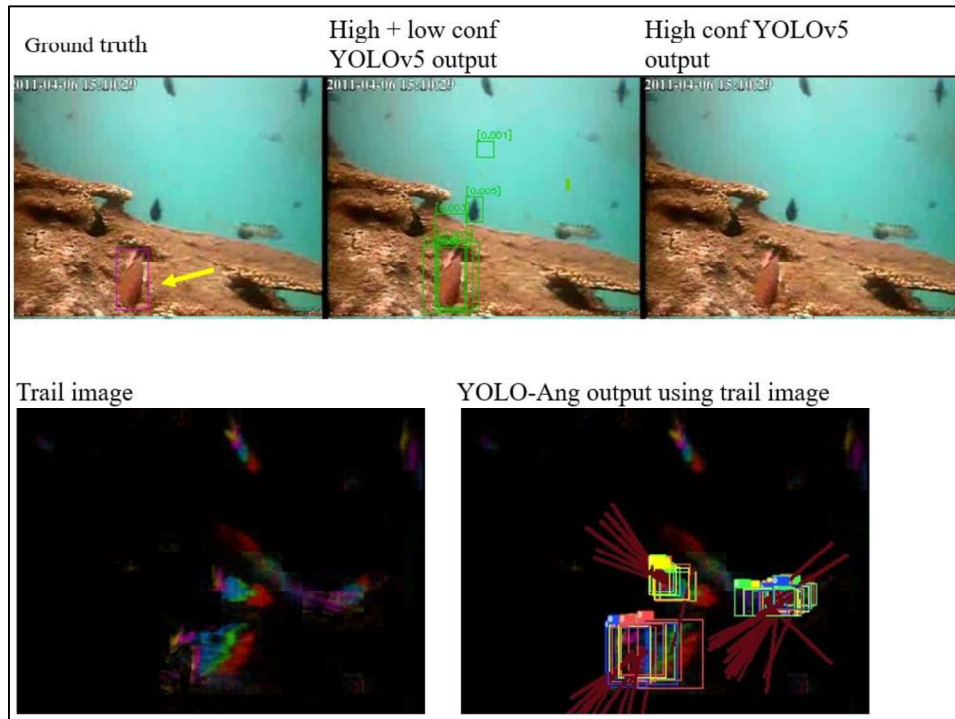 Ground truth
High + low conf
YOLOv5 output
High conf YOLOv5
output
2011-04-06 15:10:29
2011-04-06 15:10:29
2011-04-06 15:10:29
[0.001]
[0.005]
[0.003]
Trail image
YOLO-Ang output using trail image